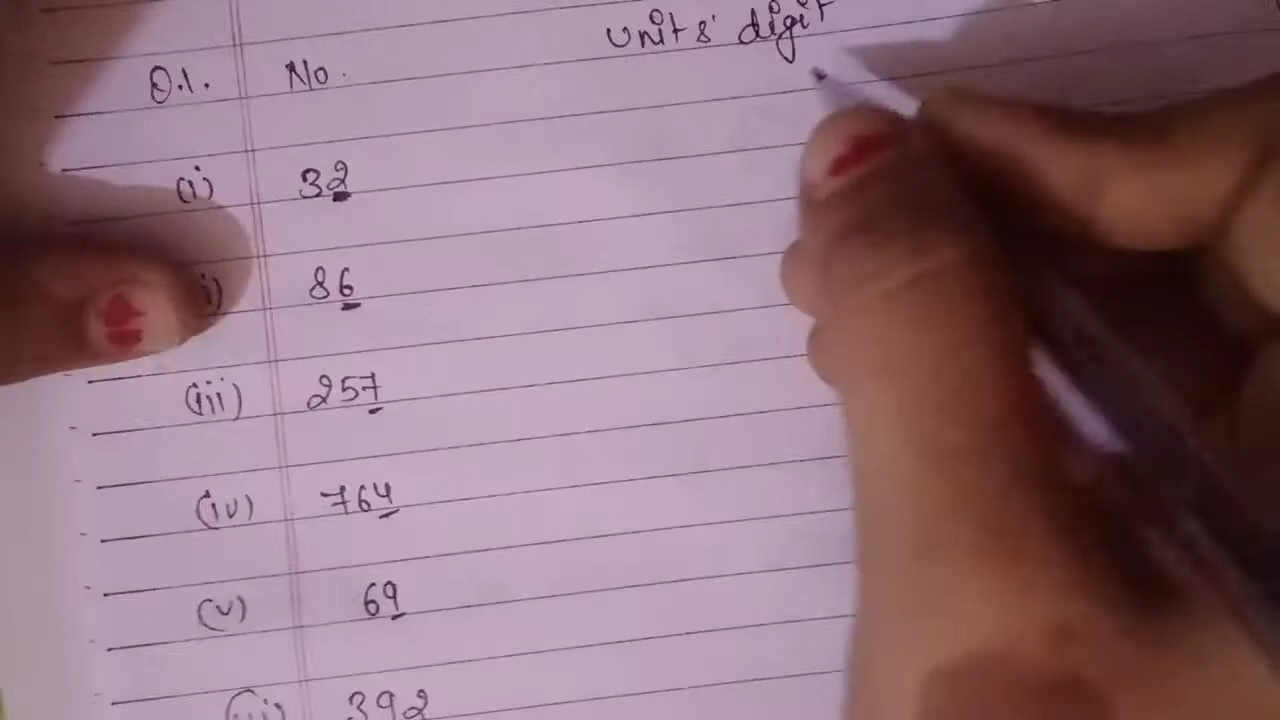 Units' digit
Q.1. No.
(i) 32
i) 86
(iii) 257
(iv) 764
(v) 69
392